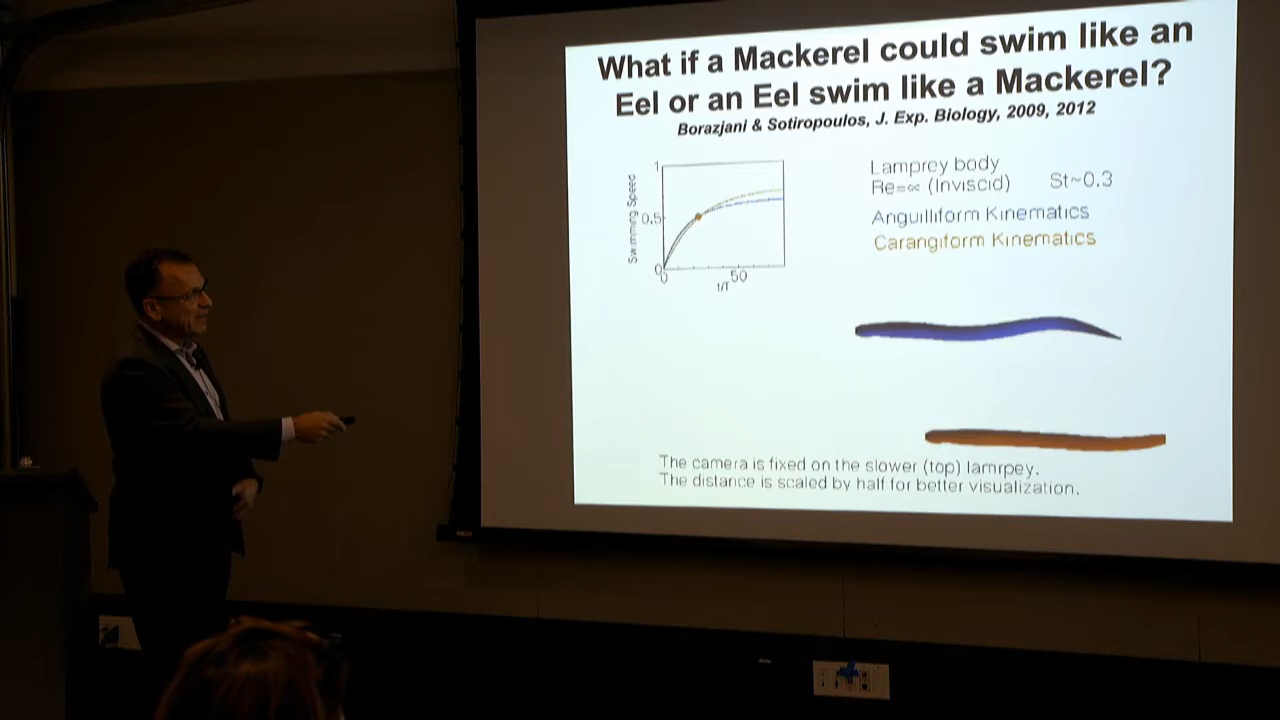 What if a Mackerel could swim like an
Eel or an Eel swim like a Mackerel?
Borazjani & Sotiropoulos, J. Exp. Biology, 2009, 2012
1
Swimming Speed
0.5
0
0
50
t/T
Lamprey body
Re=∝ (Inviscid) St~0.3
Anguilliform Kinematics
Carangiform Kinematics
The camera is fixed on the slower (top) lamrpey.
The distance is scaled by half for better visualization.